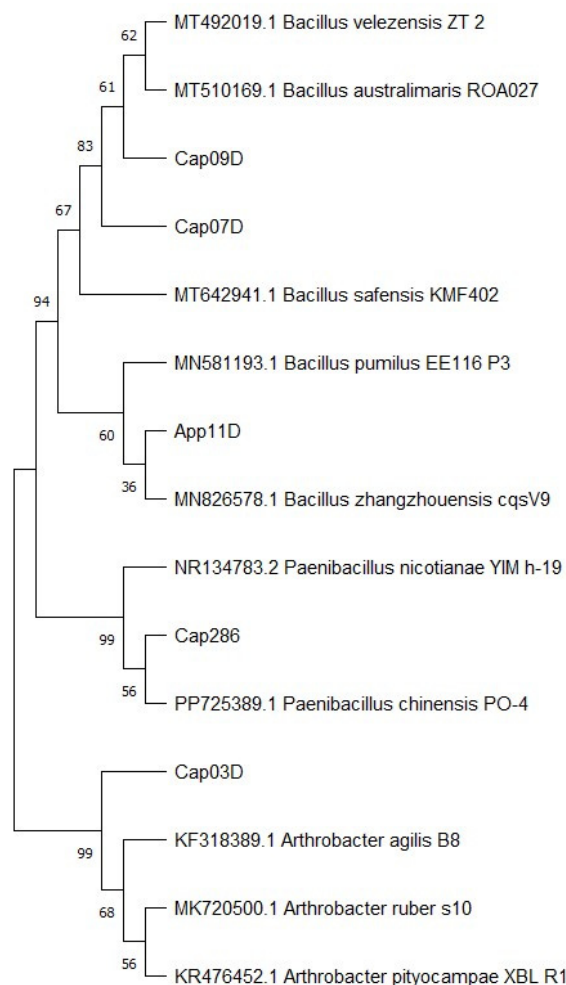 MT492019.1 Bacillus velezensis ZT 2
62
MT510169.1 Bacillus australimaris ROA027
61
Cap09D
83
Cap07D
67
MT642941.1 Bacillus safensis KMF402
94
MN581193.1 Bacillus pumilus EE116 P3
App11D
60
36
MN826578.1 Bacillus zhangzhouensis cqsV9
NR134783.2 Paenibacillus nicotianae YIM h-19
Cap286
99
56
PP725389.1 Paenibacillus chinensis PO-4
Cap03D
KF318389.1 Arthrobacter agilis B8
99
MK720500.1 Arthrobacter ruber s10
68
56
KR476452.1 Arthrobacter pityocampae XBL R1